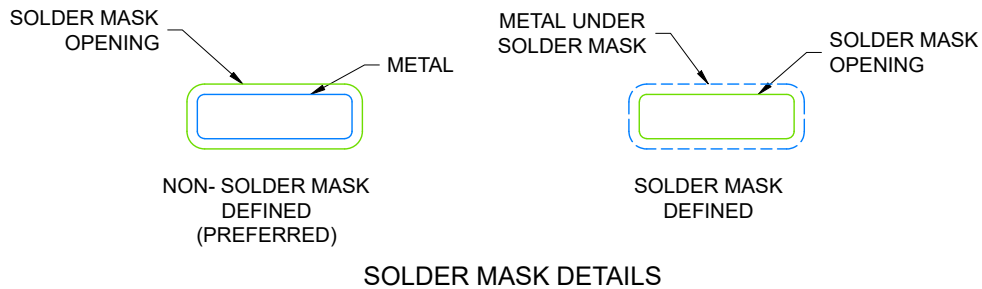 SOLDER MASK
OPENING
METAL
NON- SOLDER MASK
DEFINED
(PREFERRED)
METAL UNDER
SOLDER MASK
SOLDER MASK
OPENING
SOLDER MASK
DEFINED
SOLDER MASK DETAILS